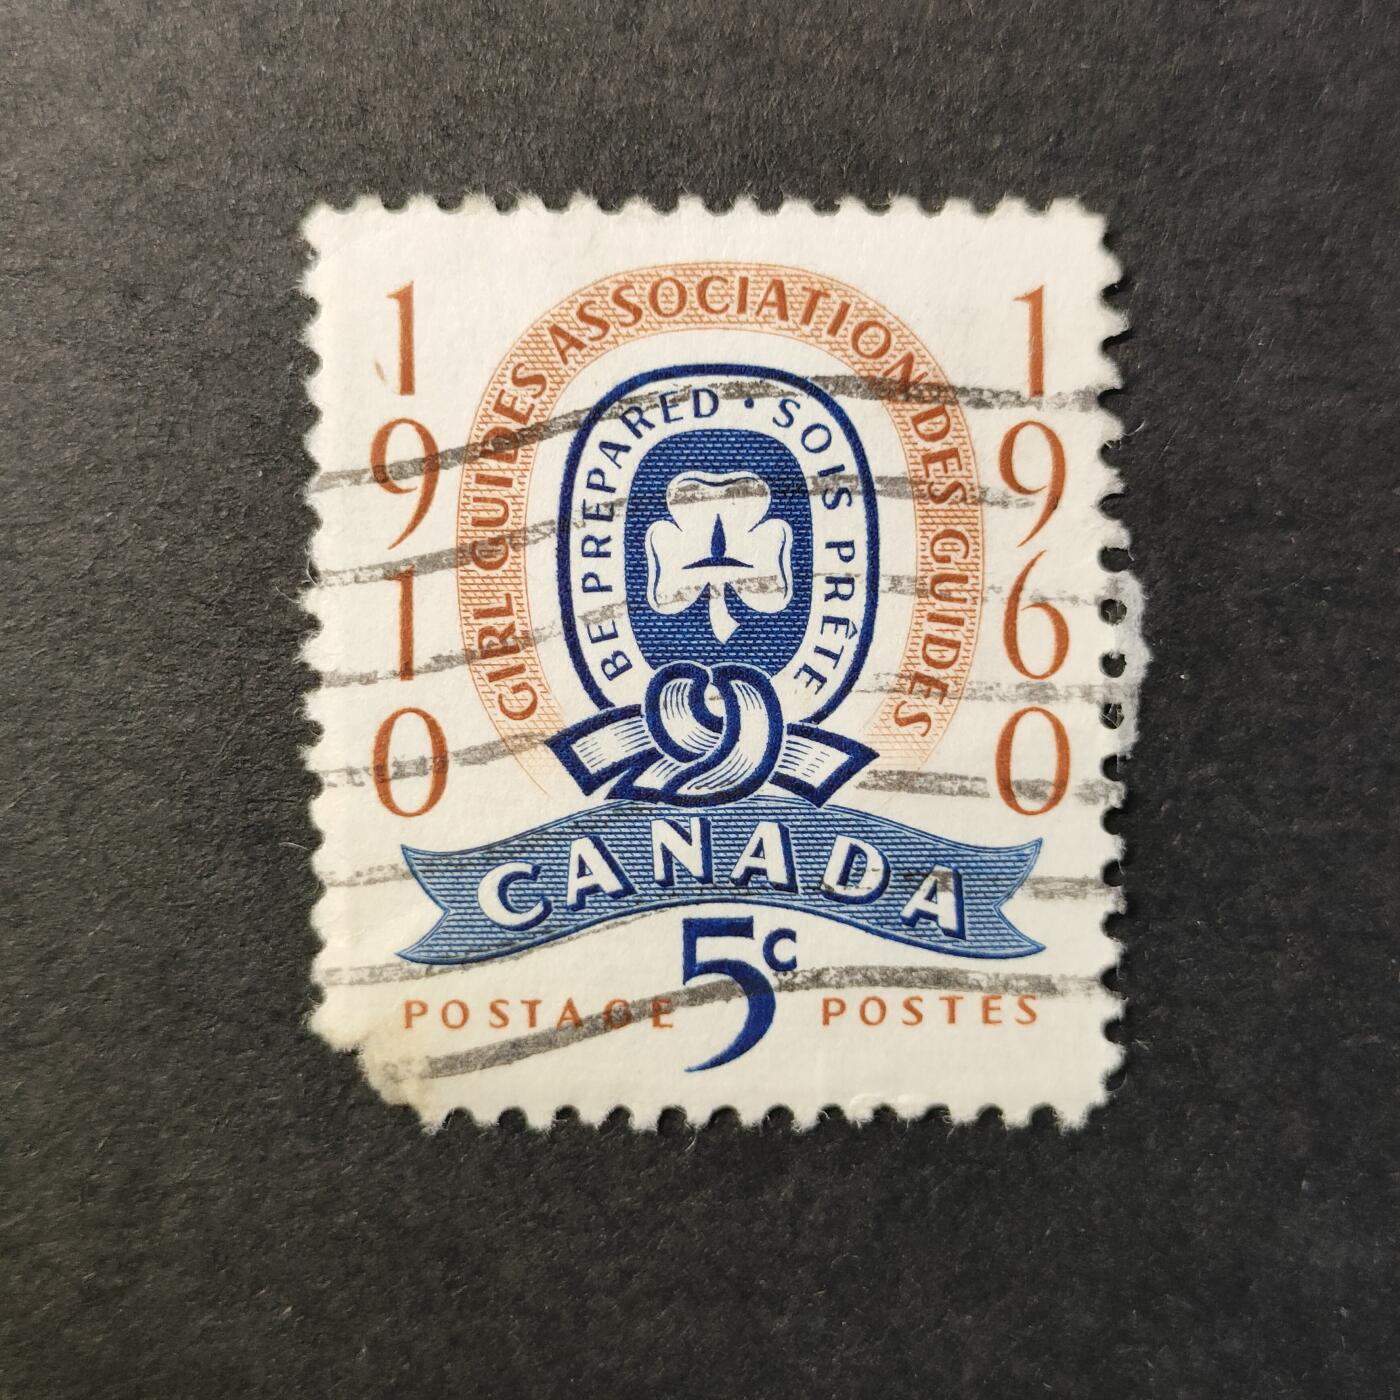 1910
1960
GIRL GUIDES ASSOCIATION DES GUIDES
BE PREPARED · SOIS PRÊTE
CANADA
5c
POSTAGE POSTES